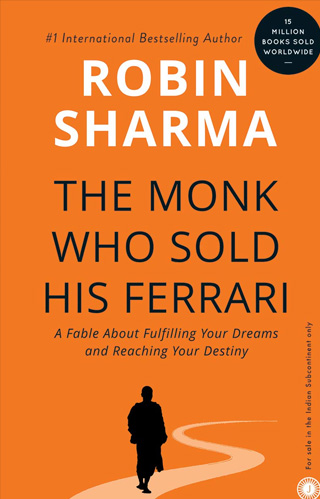 #1 International Bestselling Author
15
MILLION
BOOKS SOLD
WORLDWIDE
ROBIN
SHARMA
THE MONK
WHO SOLD
HIS FERRARI
A Fable About Fulfilling Your Dreams
and Reaching Your Destiny
For sale in the Indian Subcontinent only
J